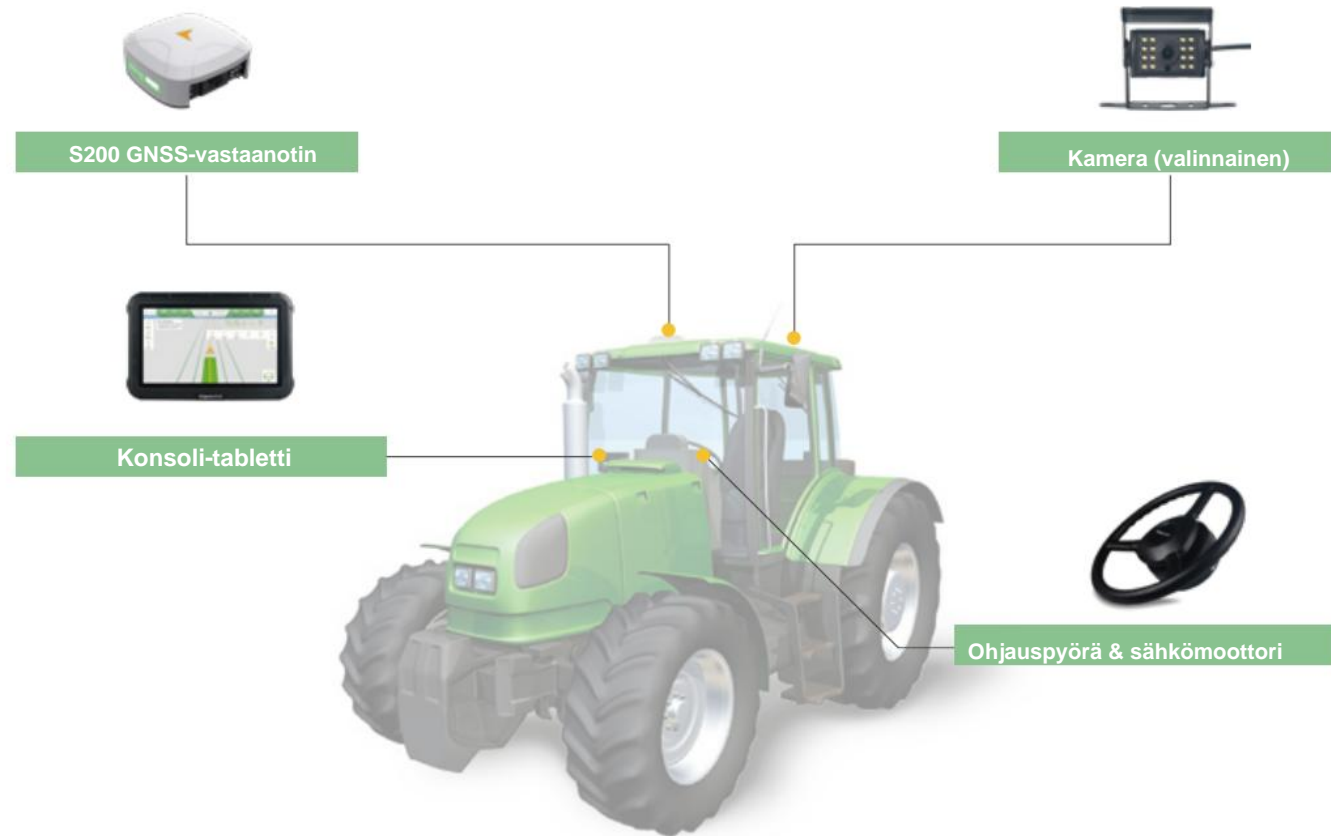 S200 GNSS-vastaanotin
Kamera (valinnainen)
Konsoli-tabletti
Ohjauspyörä & sähkömoottori